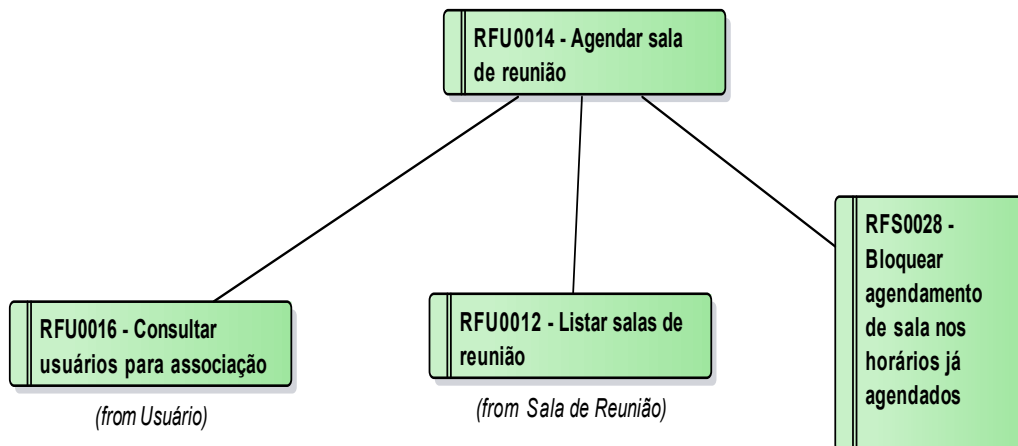 RFU0014 - Agendar sala
de reunião
RFU0016 - Consultar
usuários para associação
(from Usuário)
RFU0012 - Listar salas de
reunião
(from Sala de Reunião)
RFS0028 -
Bloquear
agendamento
de sala nos
horários já
agendados